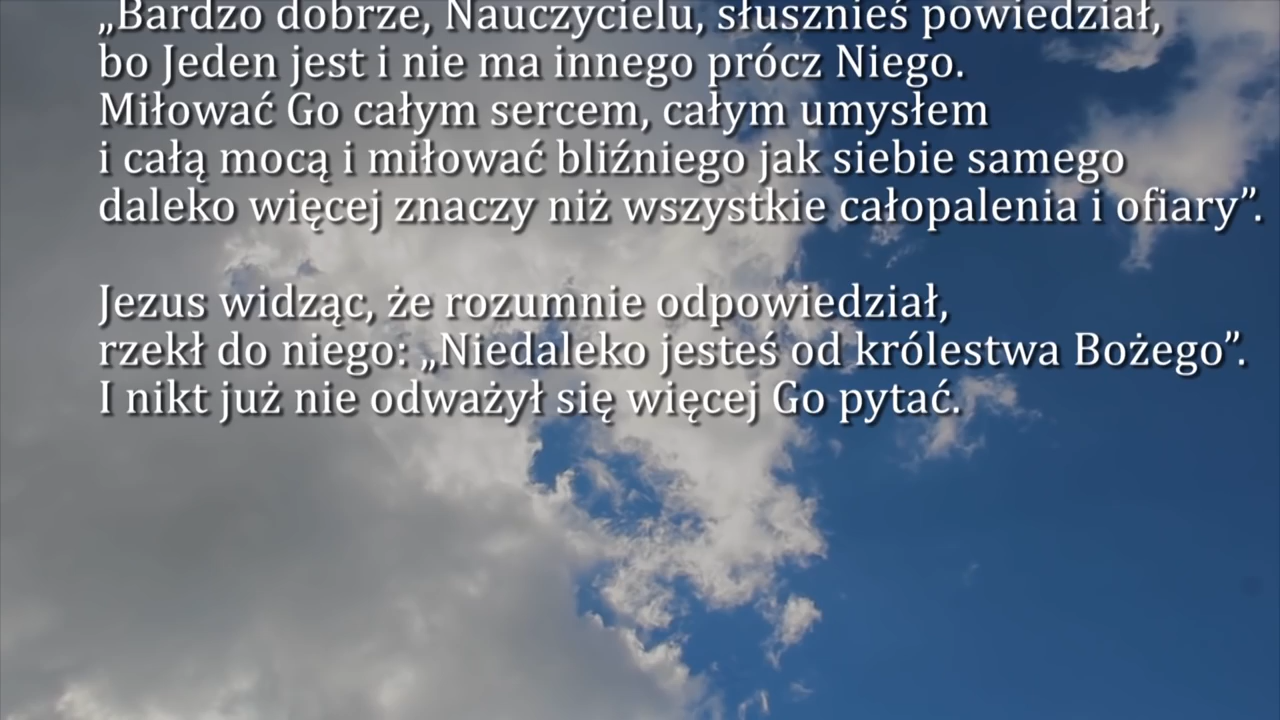 „Bardzo dobrze, Nauczycielu, słusznieś powiedział,
bo Jeden jest i nie ma innego prócz Niego.
Miłować Go całym sercem, całym umysłem
i całą mocą i miłować bliźniego jak siebie samego
daleko więcej znaczy niż wszystkie całopalenia i ofiary”.
Jezus widząc, że rozumnie odpowiedział,
rzekł do niego: „Niedaleko jesteś od królestwa Bożego”.
I nikt już nie odważył się więcej Go pytać.